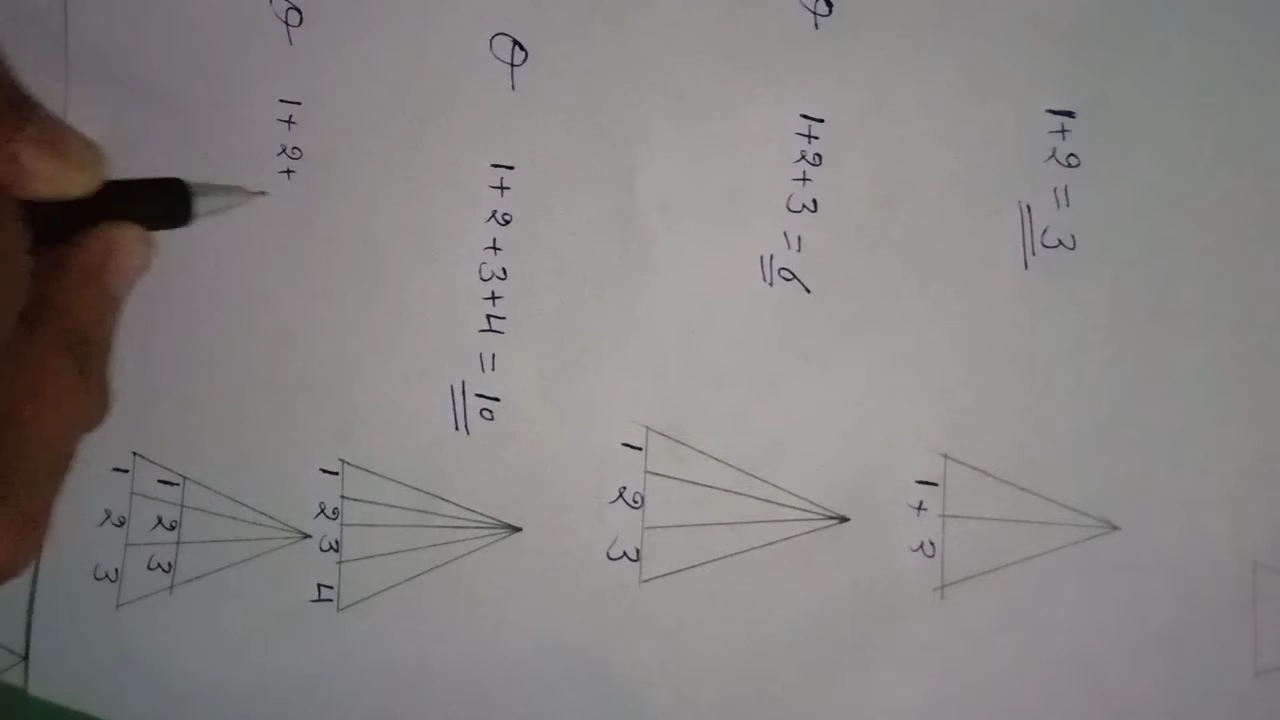 1+2 = 3
1+ 2
1+2+3 = 6
1 2 3
1+2+3+4 = 10
1 2 3 4
1+2+
1 2 3
1 2 3